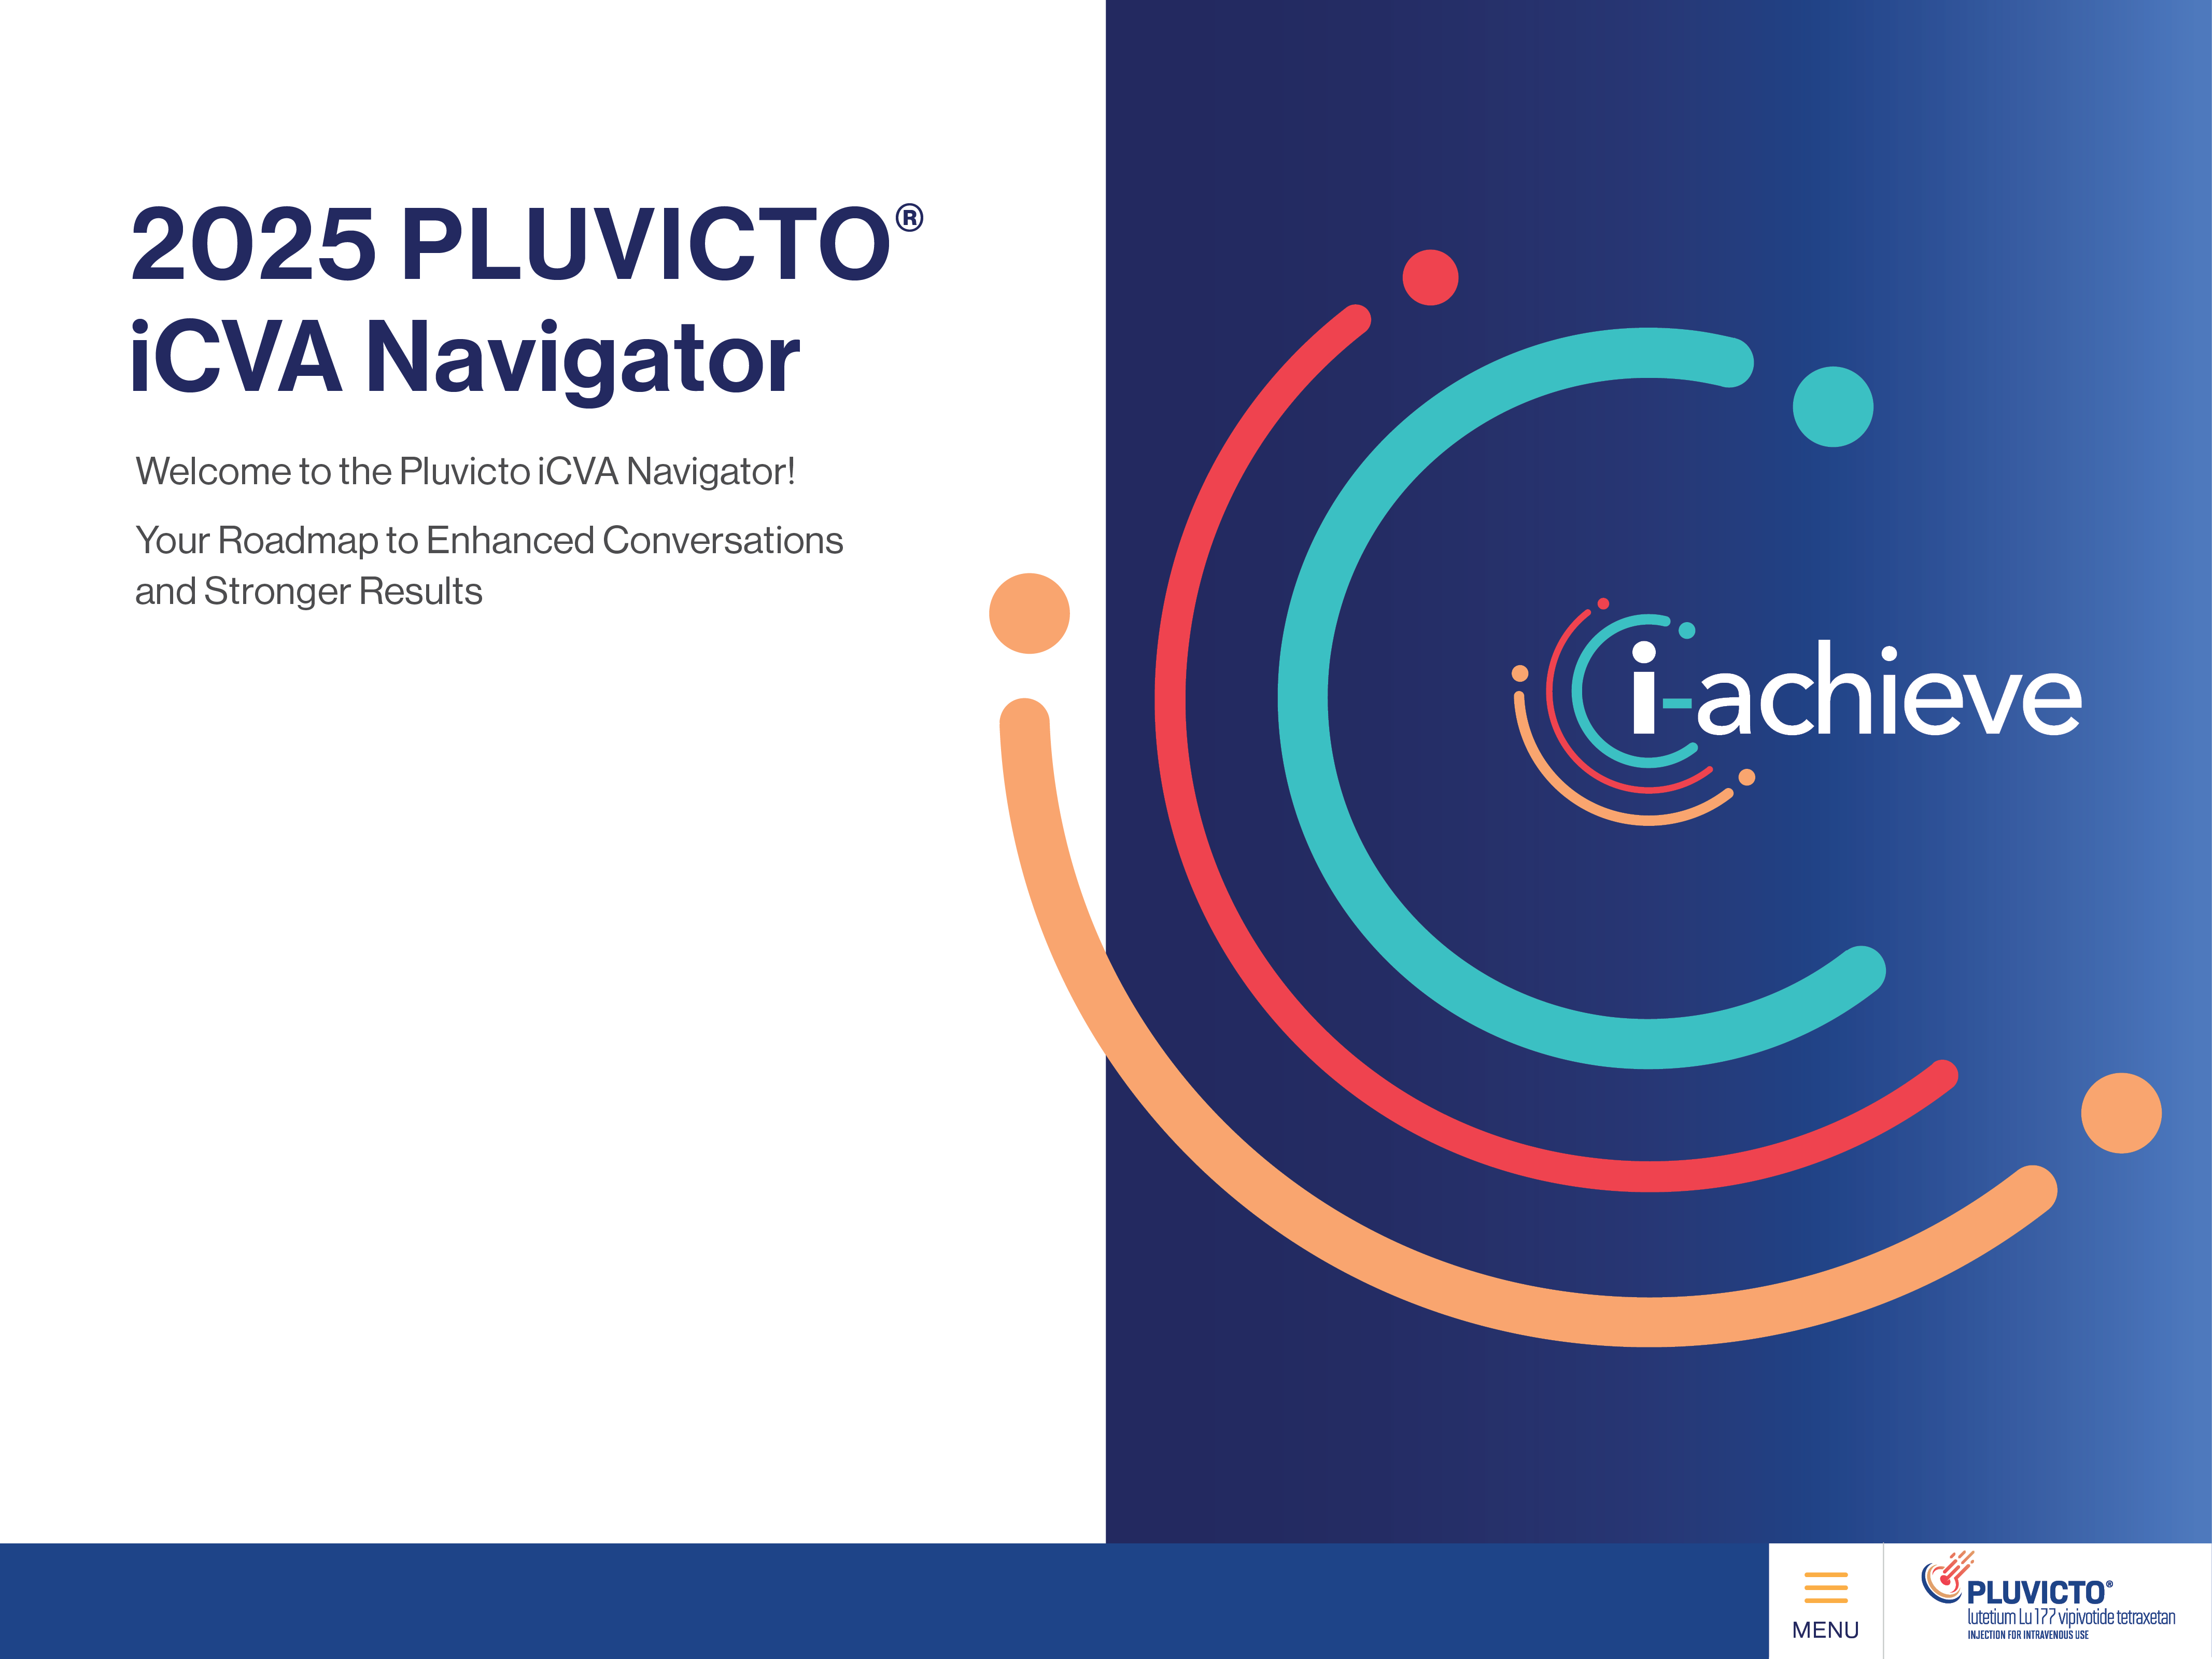 2025 PLUVICTO®
iCVA Navigator
Welcome to the Pluvicto iCVA Navigator!
Your Roadmap to Enhanced Conversations
and Stronger Results
i-achieve
MENU
PLUVICTO®
lutetium Lu 177 vipivotide tetraxetan
INJECTION FOR INTRAVENOUS USE